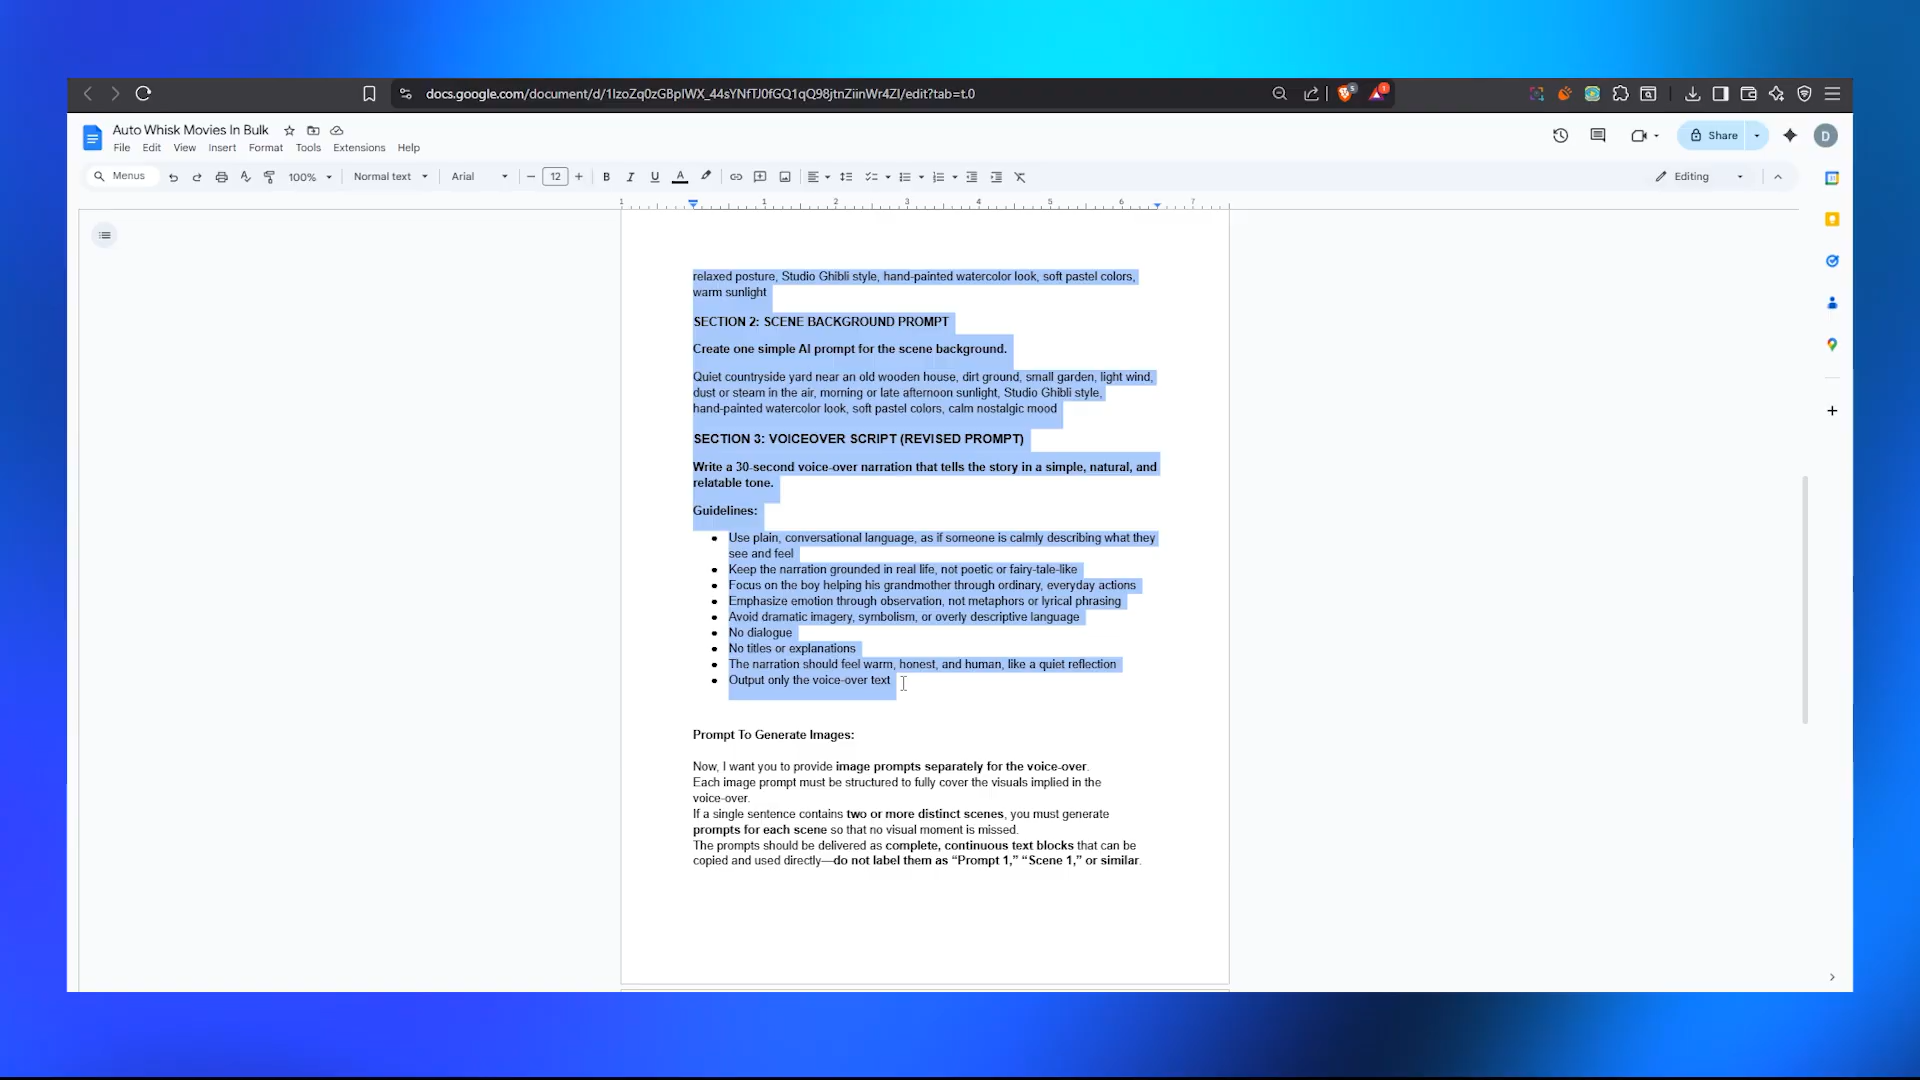 docs.google.com/document/d/1lzoZq0zGBpIWX_44sYNfTJ0fGQ1qQ98jtnZiinWr4ZI/edit?tab=t.0
5
1
Auto Whisk Movies In Bulk
File Edit View Insert Format Tools Extensions Help
Share
D
Menus
100%
Normal text
Arial
12
B I U A
Editing
1 1 2 3 4 5 6 7
relaxed posture, Studio Ghibli style, hand-painted watercolor look, soft pastel colors,
warm sunlight
SECTION 2: SCENE BACKGROUND PROMPT
Create one simple AI prompt for the scene background.
Quiet countryside yard near an old wooden house, dirt ground, small garden, light wind,
dust or steam in the air, morning or late afternoon sunlight, Studio Ghibli style,
hand-painted watercolor look, soft pastel colors, calm nostalgic mood
SECTION 3: VOICEOVER SCRIPT (REVISED PROMPT)
Write a 30-second voice-over narration that tells the story in a simple, natural, and
relatable tone.
Guidelines:
● Use plain, conversational language, as if someone is calmly describing what they
see and feel
● Keep the narration grounded in real life, not poetic or fairy-tale-like
● Focus on the boy helping his grandmother through ordinary, everyday actions
● Emphasize emotion through observation, not metaphors or lyrical phrasing
● Avoid dramatic imagery, symbolism, or overly descriptive language
● No dialogue
● No titles or explanations
● The narration should feel warm, honest, and human, like a quiet reflection
● Output only the voice-over text
Prompt To Generate Images:
Now, I want you to provide image prompts separately for the voice-over.
Each image prompt must be structured to fully cover the visuals implied in the
voice-over.
If a single sentence contains two or more distinct scenes, you must generate
prompts for each scene so that no visual moment is missed.
The prompts should be delivered as complete, continuous text blocks that can be
copied and used directly—do not label them as “Prompt 1,” “Scene 1,” or similar.